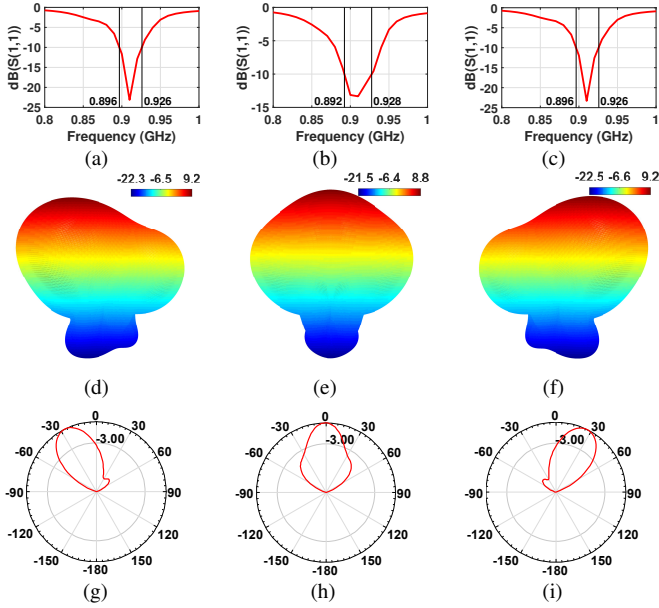 0
-5
-10
-15
-20
-25
dB(S(1,1))
0.896
0.926
0.8 0.85 0.9 0.95 1
Frequency (GHz)
(a)
0
-5
-10
-15
dB(S(1,1))
0.892
0.928
0.8 0.85 0.9 0.95 1
Frequency (GHz)
(b)
0
-5
-10
-15
-20
-25
dB(S(1,1))
0.896
0.926
0.8 0.85 0.9 0.95 1
Frequency (GHz)
(c)
-22.3 -6.5 9.2
(d)
-21.5 -6.4 8.8
(e)
-22.5 -6.6 9.2
(f)
0
-30 30
-3.00
-60 60
-90 90
-120 120
-150 150
-180
(g)
0
-30 30
-3.00
-60 60
-90 90
-120 120
-150 150
-180
(h)
0
-30 30
-3.00
-60 60
-90 90
-120 120
-150 150
-180
(i)